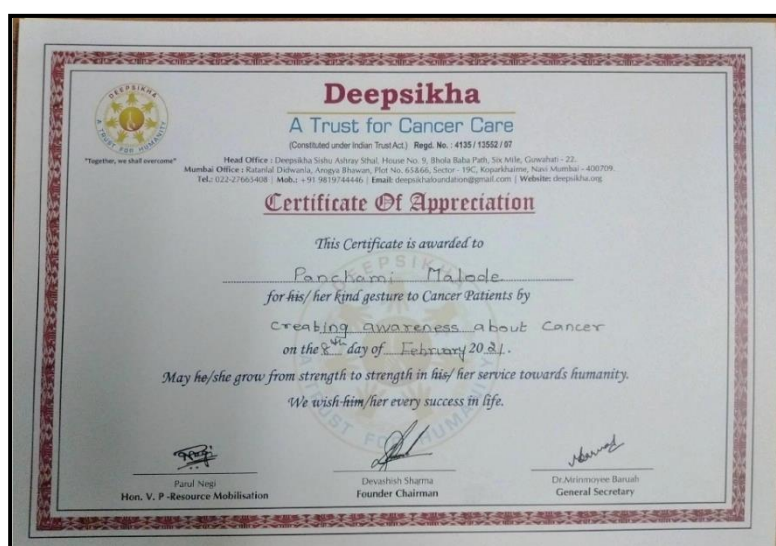 DEEPSIKHA
A TRUST FOR HUMANITY
"Together, we shall overcome"
Deepsikha
A Trust for Cancer Care
(Constituted under Indian Trust Act.) Regd. No. : 4135 / 13552 / 07
Head Office : Deepsikha Sishu Ashray Sthal, House No. 9, Bhola Baba Path, Six Mile, Guwahati - 22.
Mumbai Office : Ratanlal Didwania, Arogya Bhawan, Plot No. 65&66, Sector - 19C, Koparkhairne, Navi Mumbai - 400709.
Tel.: 022-27665408 | Mob.: +91 9819744446 | Email: deepsikhafoundation@gmail.com | Website: deepsikha.org
Certificate Of Appreciation
This Certificate is awarded to
Panchami Malode
for his/ her kind gesture to Cancer Patients by
Creating awareness about Cancer
on the 8th day of February 2021.
May he/she grow from strength to strength in his/ her service towards humanity.
We wish him/her every success in life.
Parul Negi
Hon. V. P -Resource Mobilisation
Devashish Sharma
Founder Chairman
Dr.Mrinmoyee Baruah
General Secretary